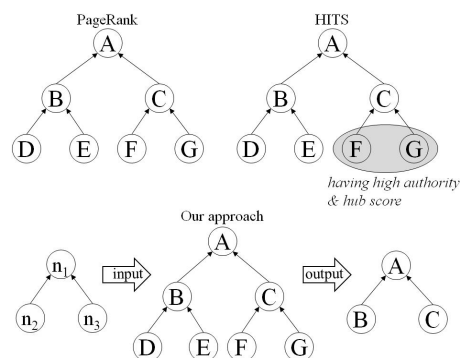 PageRank
HITS
A
A
B
C
B
C
D
E
F
G
D
E
F
G
having high authority
& hub score
Our approach
A
n1
input
B
C
output
A
n2
n3
D
E
F
G
B
C